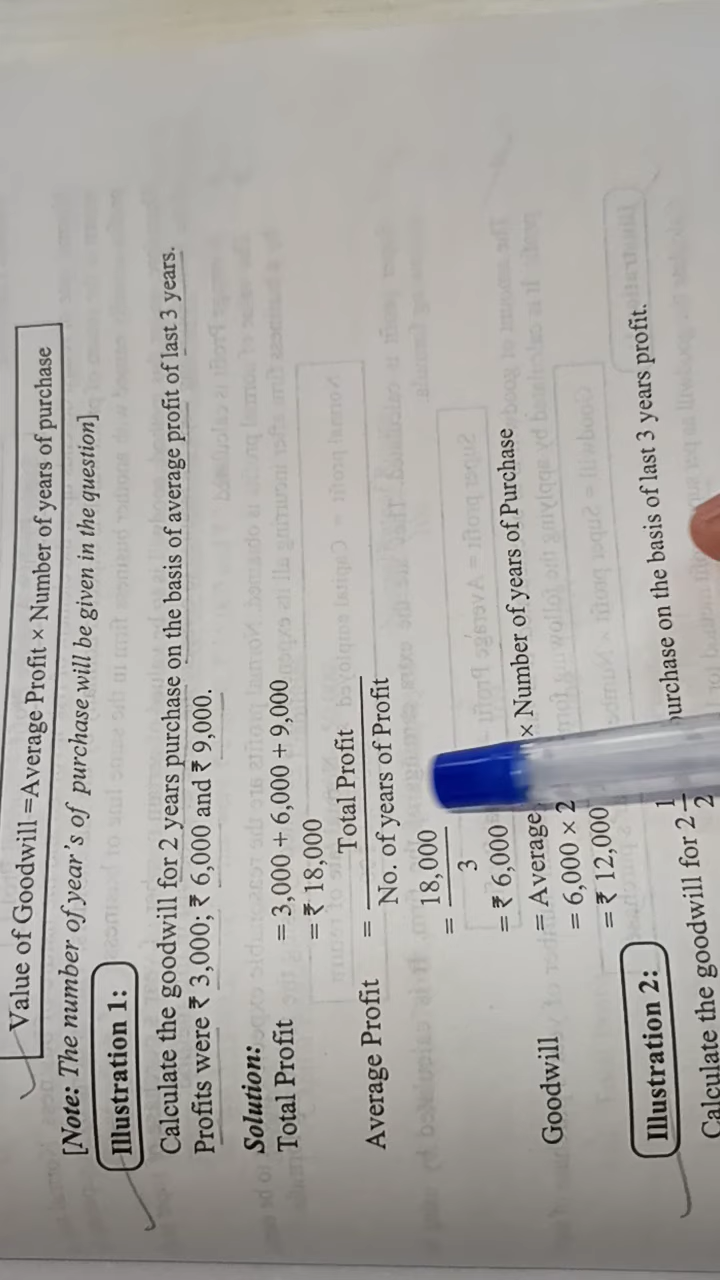 Value of Goodwill =Average Profit × Number of years of purchase
[Note: The number of year's of purchase will be given in the question]
Illustration 1:
Calculate the goodwill for 2 years purchase on the basis of average profit of last 3 years.
Profits were ₹ 3,000; ₹ 6,000 and ₹ 9,000.
Solution:
Total Profit = 3,000 + 6,000 + 9,000
= ₹ 18,000
Average Profit = Total Profit
No. of years of Profit
= 18,000
3
= ₹ 6,000
Goodwill = Average × Number of years of Purchase
= 6,000 × 2
= ₹ 12,000
Illustration 2:
Calculate the goodwill for 2 1/2 urchase on the basis of last 3 years profit.